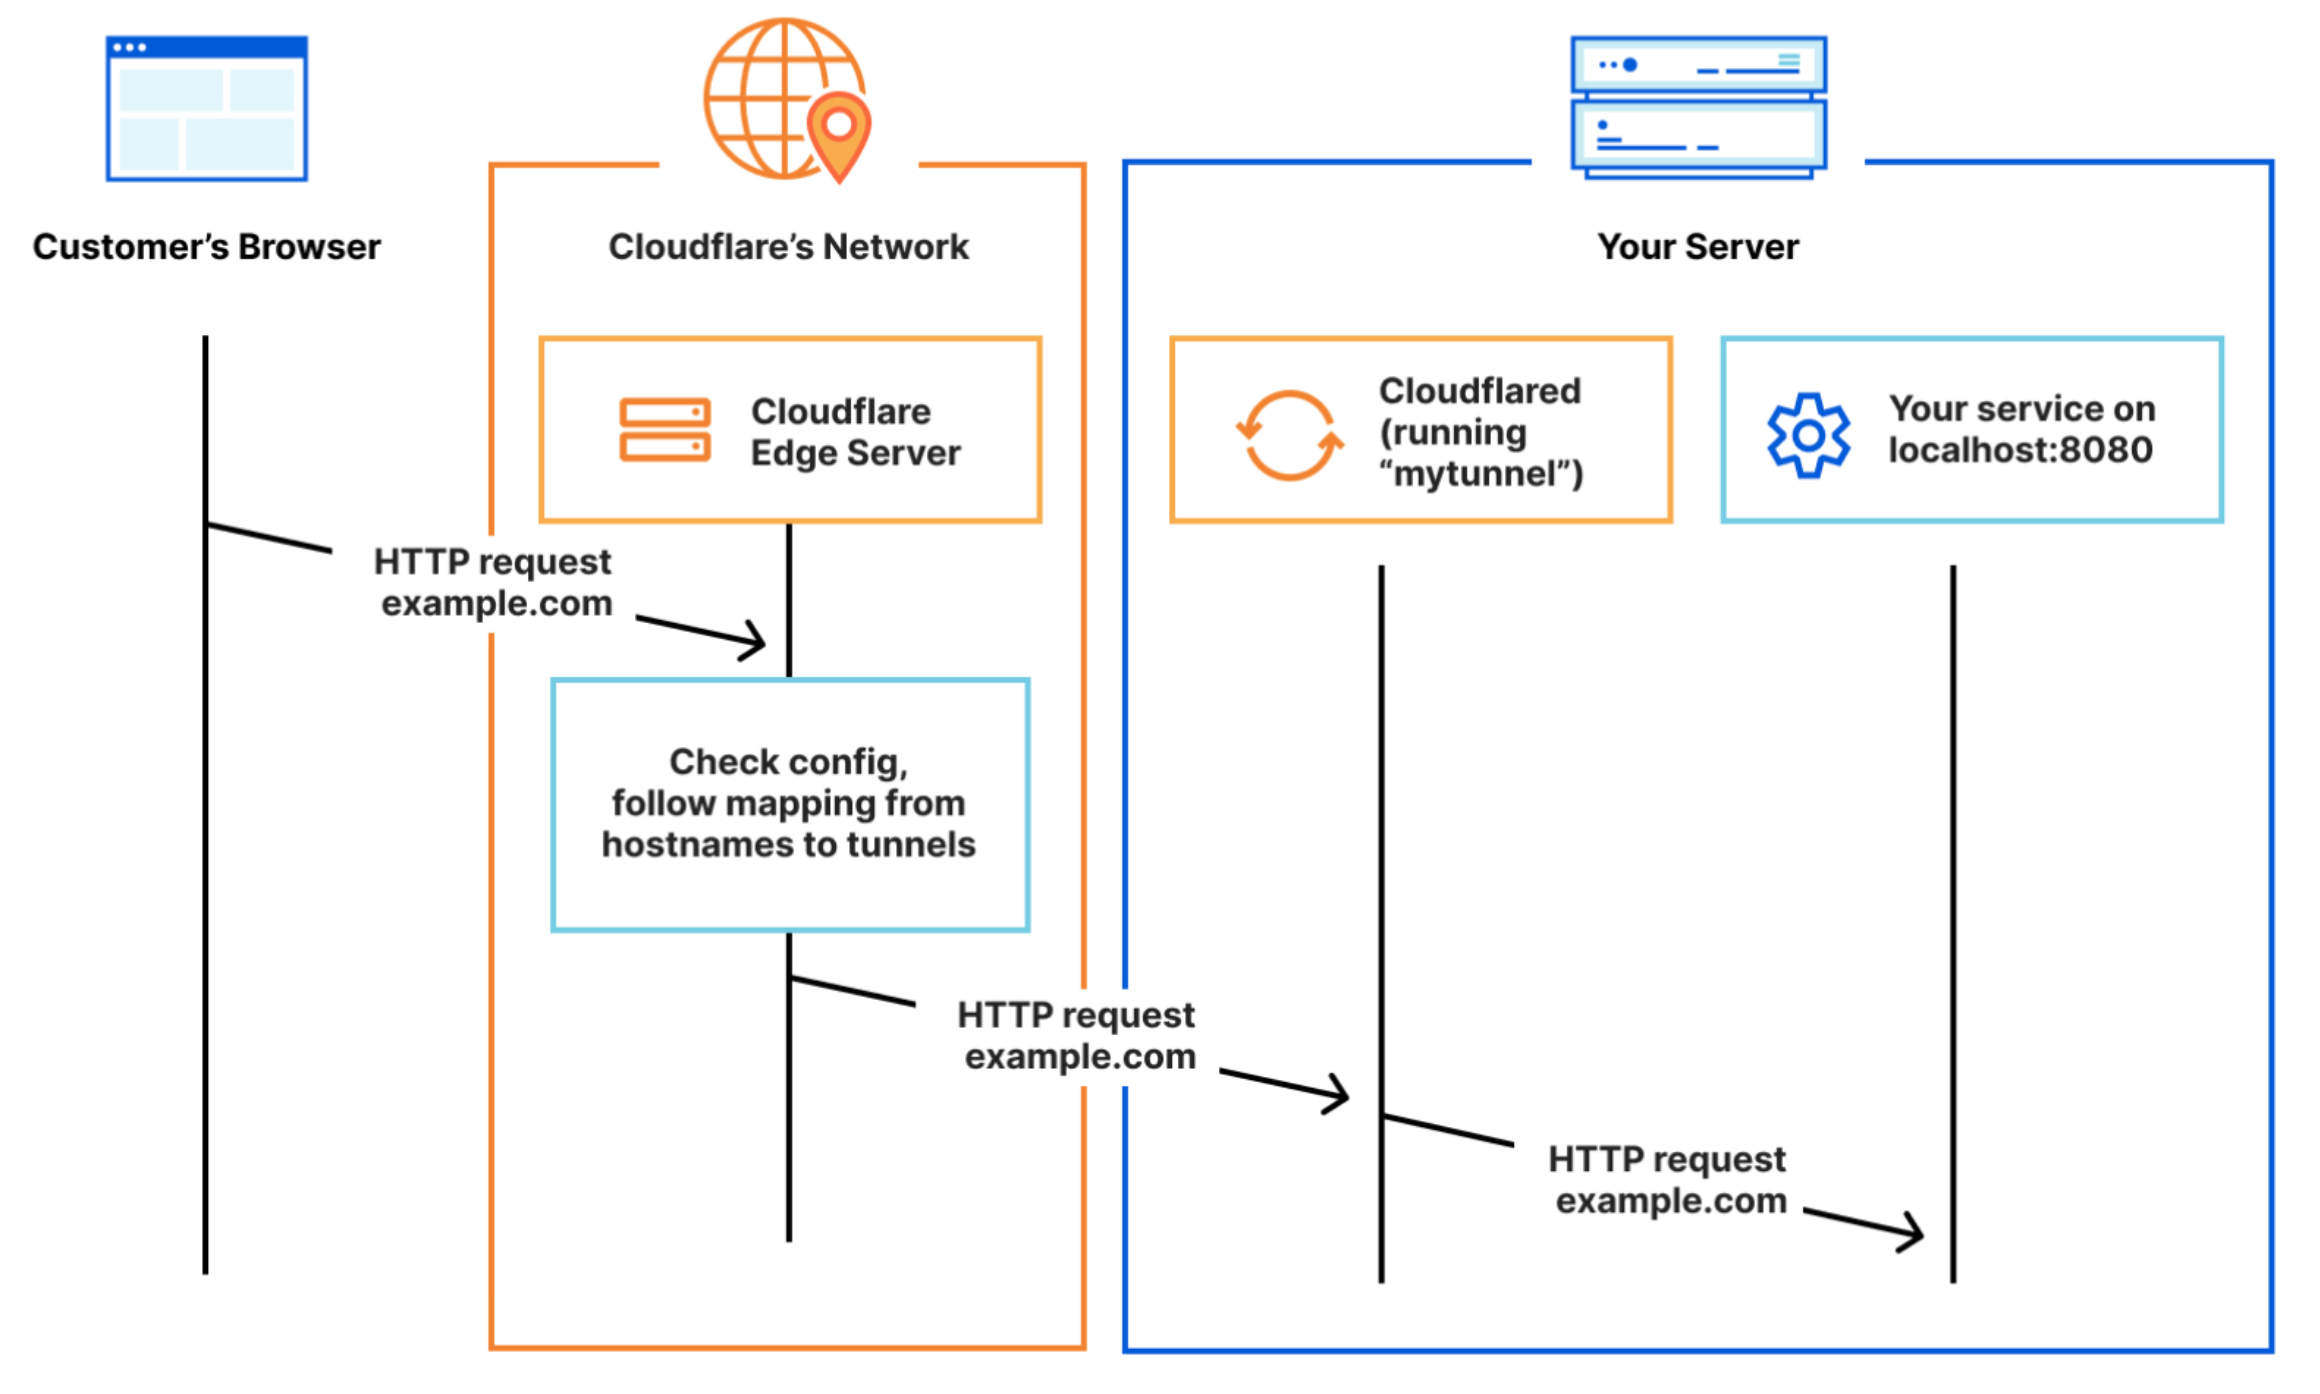 Customer’s Browser
Cloudflare’s Network
Your Server
Cloudflare
Edge Server
Cloudflared
(running
“mytunnel”)
Your service on
localhost:8080
HTTP request
example.com
Check config,
follow mapping from
hostnames to tunnels
HTTP request
example.com
HTTP request
example.com